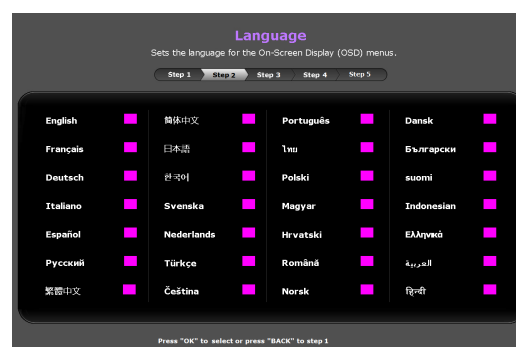 Language
Sets the language for the On-Screen Display (OSD) menus.
Step 1 Step 2 Step 3 Step 4 Step 5
English 简体中文 Português Dansk
Français 日本語 ไทย Български
Deutsch 한국어 Polski suomi
Italiano Svenska Magyar Indonesian
Español Nederlands Hrvatski Ελληνικά
Русский Türkçe Română العربية
繁體中文 Čeština Norsk हिन्दी
Press "OK" to select or press "BACK" to step 1